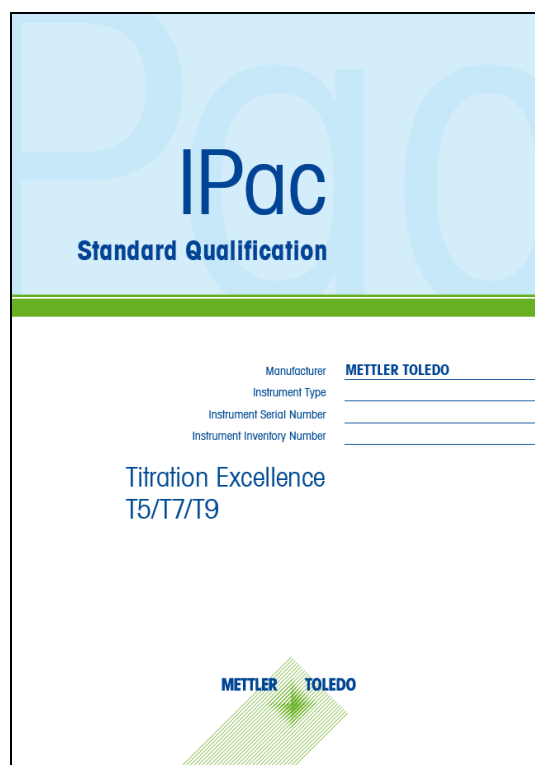 IPac
Standard Qualification
Manufacturer METTLER TOLEDO
Instrument Type
Instrument Serial Number
Instrument Inventory Number
Titration Excellence
T5/T7/T9
METTLER TOLEDO